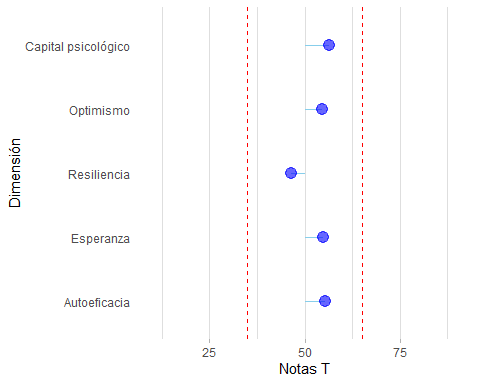 Capital psicológico
Optimismo
Resiliencia
Esperanza
Autoeficacia
Dimensión
25 50 75
Notas T